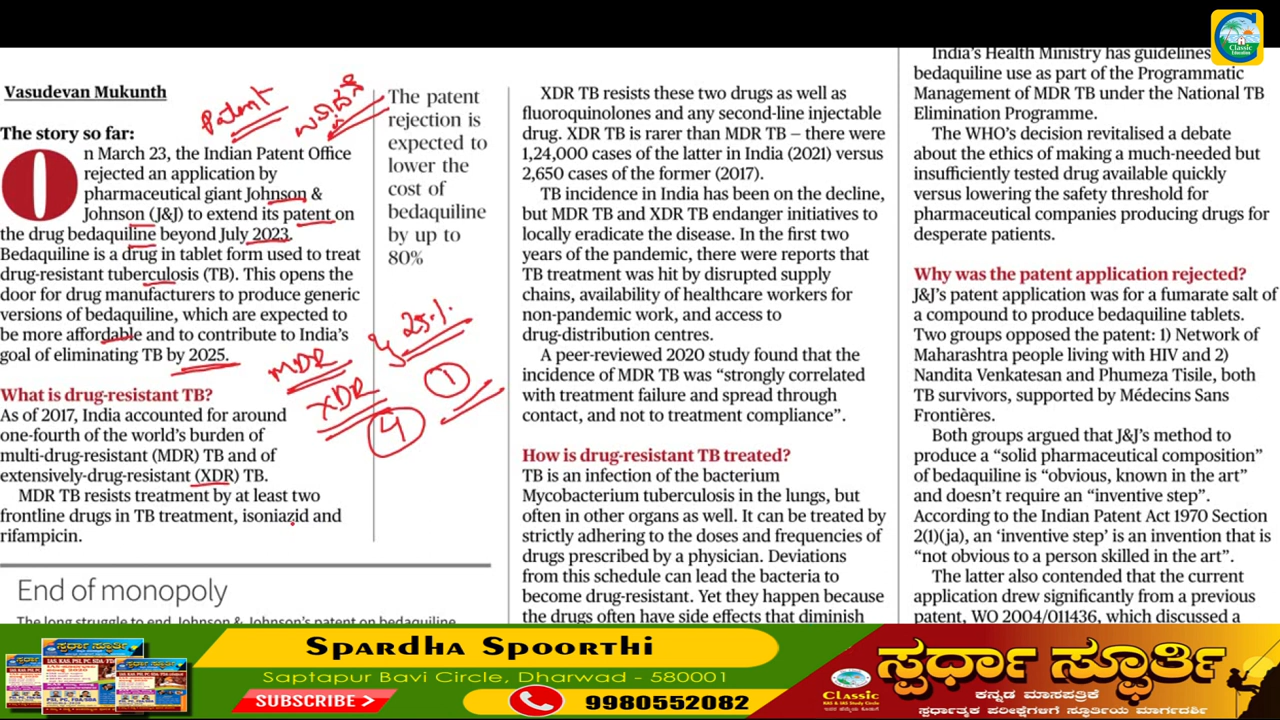 Classic
Education
Vasudevan Mukunth
Patent
The story so far:
On March 23, the Indian Patent Office
rejected an application by
pharmaceutical giant Johnson &
Johnson (J&J) to extend its patent on
the drug bedaquiline beyond July 2023.
Bedaquiline is a drug in tablet form used to treat
drug-resistant tuberculosis (TB). This opens the
door for drug manufacturers to produce generic
versions of bedaquiline, which are expected to
be more affordable and to contribute to India’s
goal of eliminating TB by 2025.
What is drug-resistant TB?
As of 2017, India accounted for around
one-fourth of the world’s burden of
multi-drug-resistant (MDR) TB and of
extensively-drug-resistant (XDR) TB.
MDR TB resists treatment by at least two
frontline drugs in TB treatment, isoniazid and
rifampicin.
The patent
rejection is
expected to
lower the
cost of
bedaquiline
by up to
80%
25%
MDR
XDR
1
4
End of monopoly
The long struggle to end Johnson & Johnson’s patent on bedaquiline
XDR TB resists these two drugs as well as
fluoroquinolones and any second-line injectable
drug. XDR TB is rarer than MDR TB – there were
1,24,000 cases of the latter in India (2021) versus
2,650 cases of the former (2017).
TB incidence in India has been on the decline,
but MDR TB and XDR TB endanger initiatives to
locally eradicate the disease. In the first two
years of the pandemic, there were reports that
TB treatment was hit by disrupted supply
chains, availability of healthcare workers for
non-pandemic work, and access to
drug-distribution centres.
A peer-reviewed 2020 study found that the
incidence of MDR TB was “strongly correlated
with treatment failure and spread through
contact, and not to treatment compliance”.
How is drug-resistant TB treated?
TB is an infection of the bacterium
Mycobacterium tuberculosis in the lungs, but
often in other organs as well. It can be treated by
strictly adhering to the doses and frequencies of
drugs prescribed by a physician. Deviations
from this schedule can lead the bacteria to
become drug-resistant. Yet they happen because
the drugs often have side effects that diminish
India’s Health Ministry has guidelines
bedaquiline use as part of the Programmatic
Management of MDR TB under the National TB
Elimination Programme.
The WHO’s decision revitalised a debate
about the ethics of making a much-needed but
insufficiently tested drug available quickly
versus lowering the safety threshold for
pharmaceutical companies producing drugs for
desperate patients.
Why was the patent application rejected?
J&J’s patent application was for a fumarate salt of
a compound to produce bedaquiline tablets.
Two groups opposed the patent: 1) Network of
Maharashtra people living with HIV and 2)
Nandita Venkatesan and Phumeza Tisile, both
TB survivors, supported by Médecins Sans
Frontières.
Both groups argued that J&J’s method to
produce a “solid pharmaceutical composition”
of bedaquiline is “obvious, known in the art”
and doesn’t require an “inventive step”.
According to the Indian Patent Act 1970 Section
2(1)(ja), an ‘inventive step’ is an invention that is
“not obvious to a person skilled in the art”.
The latter also contended that the current
application drew significantly from a previous
patent, WO 2004/011436, which discussed a
Spardha Spoorthi
Saptapur Bavi Circle, Dharwad - 580001
SUBSCRIBE
9980552082
Classic
KAS & IAS Study Circle
ಸ್ಪರ್ಧಾ ಸ್ಫೂರ್ತಿ
ಕನ್ನಡ ಮಾಸಪತ್ರಿಕೆ
ಸ್ಪರ್ಧಾತ್ಮಕ ಪರೀಕ್ಷೆಗಳಿಗೆ ಸ್ಫೂರ್ತಿಯ ಮಾರ್ಗದರ್ಶಿ